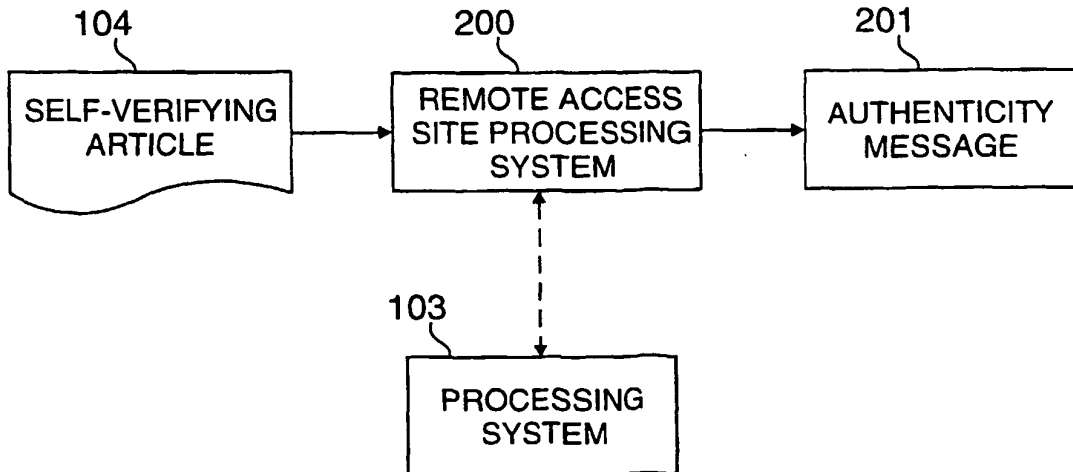 104
200
201
SELF-VERIFYING
ARTICLE
REMOTE ACCESS
SITE PROCESSING
SYSTEM
AUTHENTICITY
MESSAGE
103
PROCESSING
SYSTEM